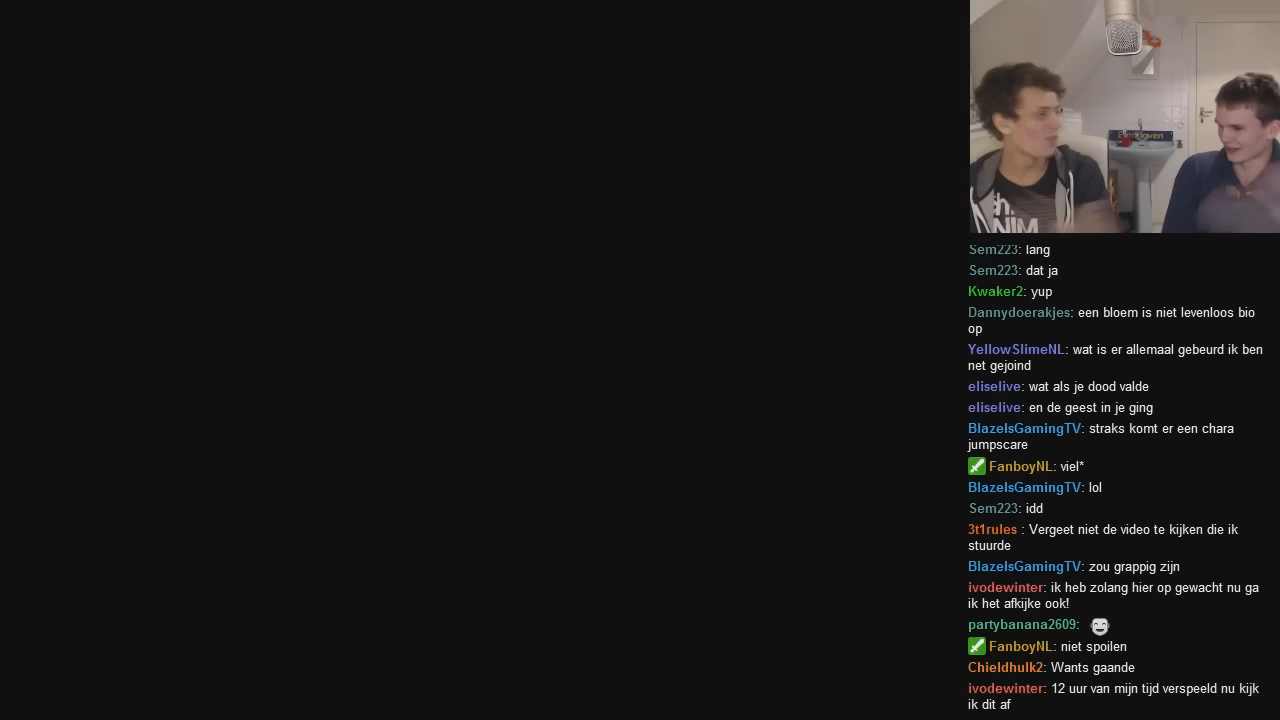 Sem223: lang
Sem223: dat ja
Kwaker2: yup
Dannydoerakjes: een bloem is niet levenloos bio
op
YellowSlimeNL: wat is er allemaal gebeurd ik ben
net gejoind
eliselive: wat als je dood valde
eliselive: en de geest in je ging
BlazeIsGamingTV: straks komt er een chara
jumpscare
FanboyNL: viel*
BlazeIsGamingTV: lol
Sem223: idd
3t1rules : Vergeet niet de video te kijken die ik
stuurde
BlazeIsGamingTV: zou grappig zijn
ivodewinter: ik heb zolang hier op gewacht nu ga
ik het afkijke ook!
partybanana2609:
FanboyNL: niet spoilen
Chieldhulk2: Wants gaande
ivodewinter: 12 uur van mijn tijd verspeeld nu kijk
ik dit af